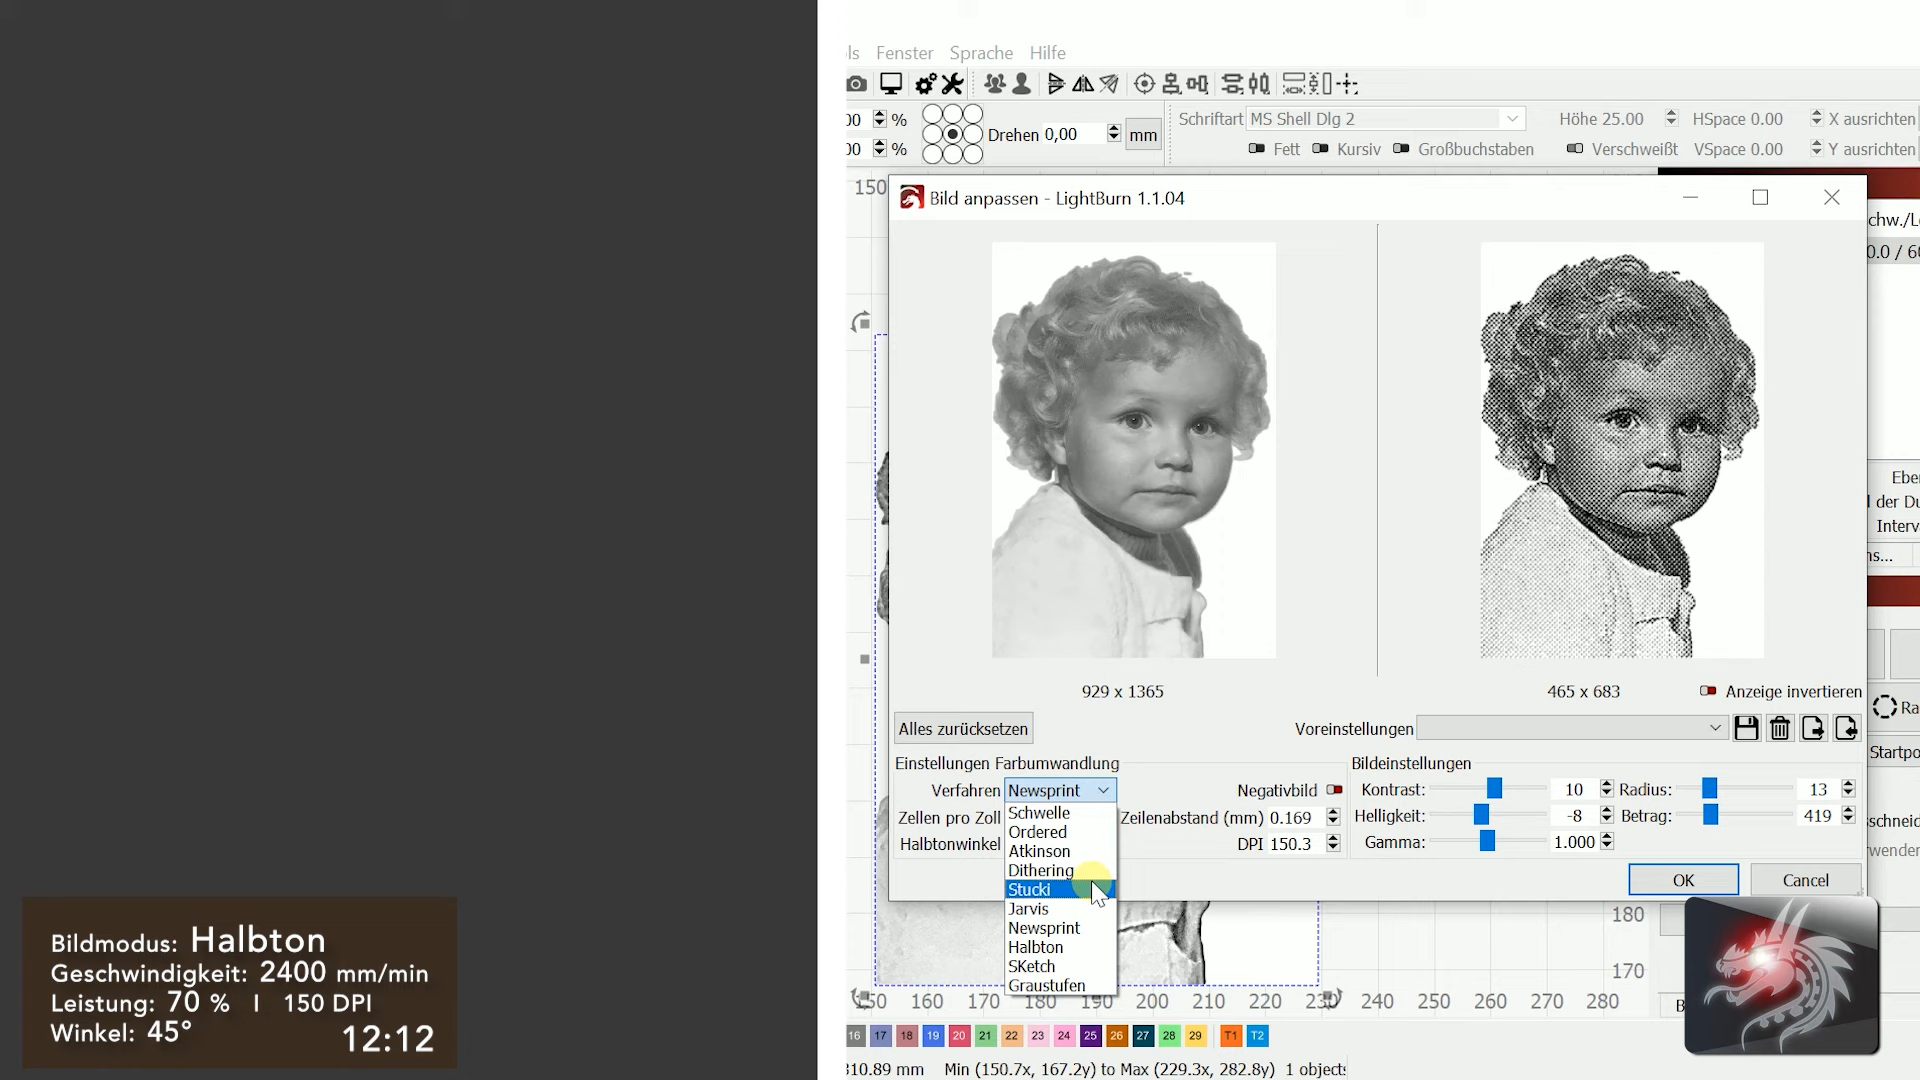 ls Fenster Sprache Hilfe
00 %
00 %
Drehen 0,00 mm
Schriftart MS Shell Dlg 2
Höhe 25.00 HSpace 0.00 X ausrichten
Fett Kursiv Großbuchstaben Verschweißt VSpace 0.00 Y ausrichten
150
Bild anpassen - LightBurn 1.1.04
chw./L
0.0 / 60
Ebe
l der Du
Interv
ns...
929 x 1365
465 x 683
Anzeige invertieren
Ra
Alles zurücksetzen
Voreinstellungen
Startpo
Einstellungen Farbumwandlung
Bildeinstellungen
Verfahren Newsprint
Negativbild
Kontrast: 10 Radius: 13
Zellen pro Zoll
Zeilenabstand (mm) 0.169
Helligkeit: -8 Betrag: 419
Halbtonwinkel
DPI 150.3
Gamma: 1.000
schneid
wenden
Schwelle
Ordered
Atkinson
Dithering
Stucki
Jarvis
Newsprint
Halbton
SKetch
Graustufen
OK Cancel
180
170
150 160 170 180 190 200 210 220 230 240 250 260 270 280
16 17 18 19 20 21 22 23 24 25 26 27 28 29 T1 T2
310.89 mm Min (150.7x, 167.2y) to Max (229.3x, 282.8y) 1 objects
Bildmodus: Halbton
Geschwindigkeit: 2400 mm/min
Leistung: 70 % I 150 DPI
Winkel: 45°
12:12